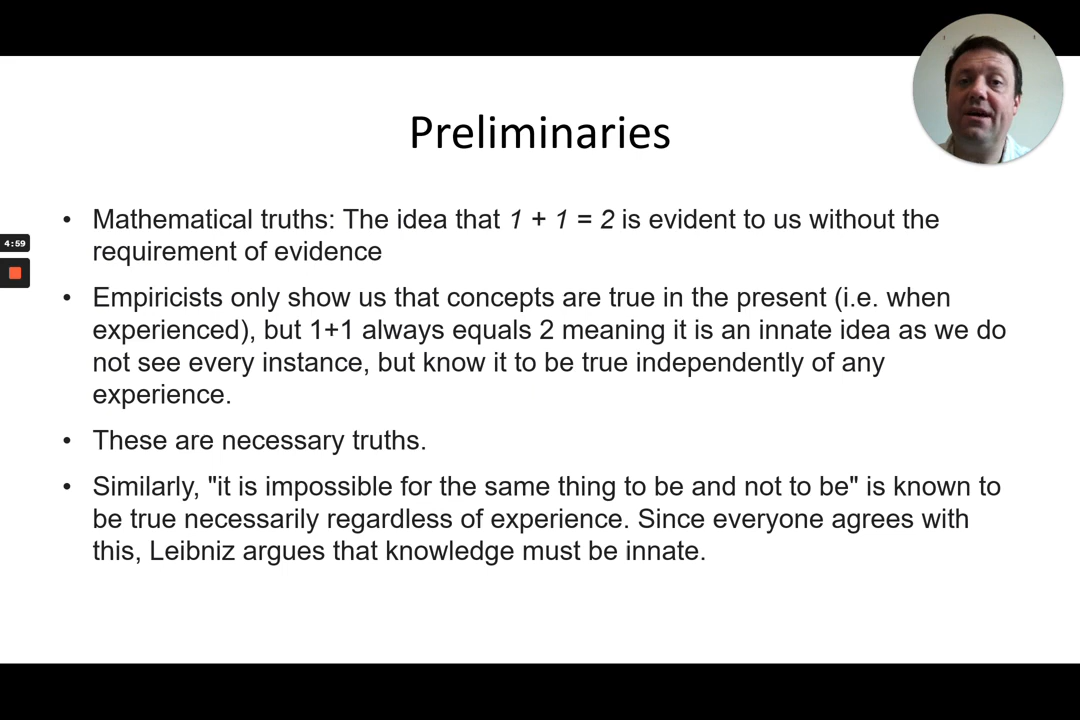 Preliminaries
• Mathematical truths: The idea that 1 + 1 = 2 is evident to us without the
requirement of evidence
• Empiricists only show us that concepts are true in the present (i.e. when
experienced), but 1+1 always equals 2 meaning it is an innate idea as we do
not see every instance, but know it to be true independently of any
experience.
• These are necessary truths.
• Similarly, "it is impossible for the same thing to be and not to be" is known to
be true necessarily regardless of experience. Since everyone agrees with
this, Leibniz argues that knowledge must be innate.
4:59